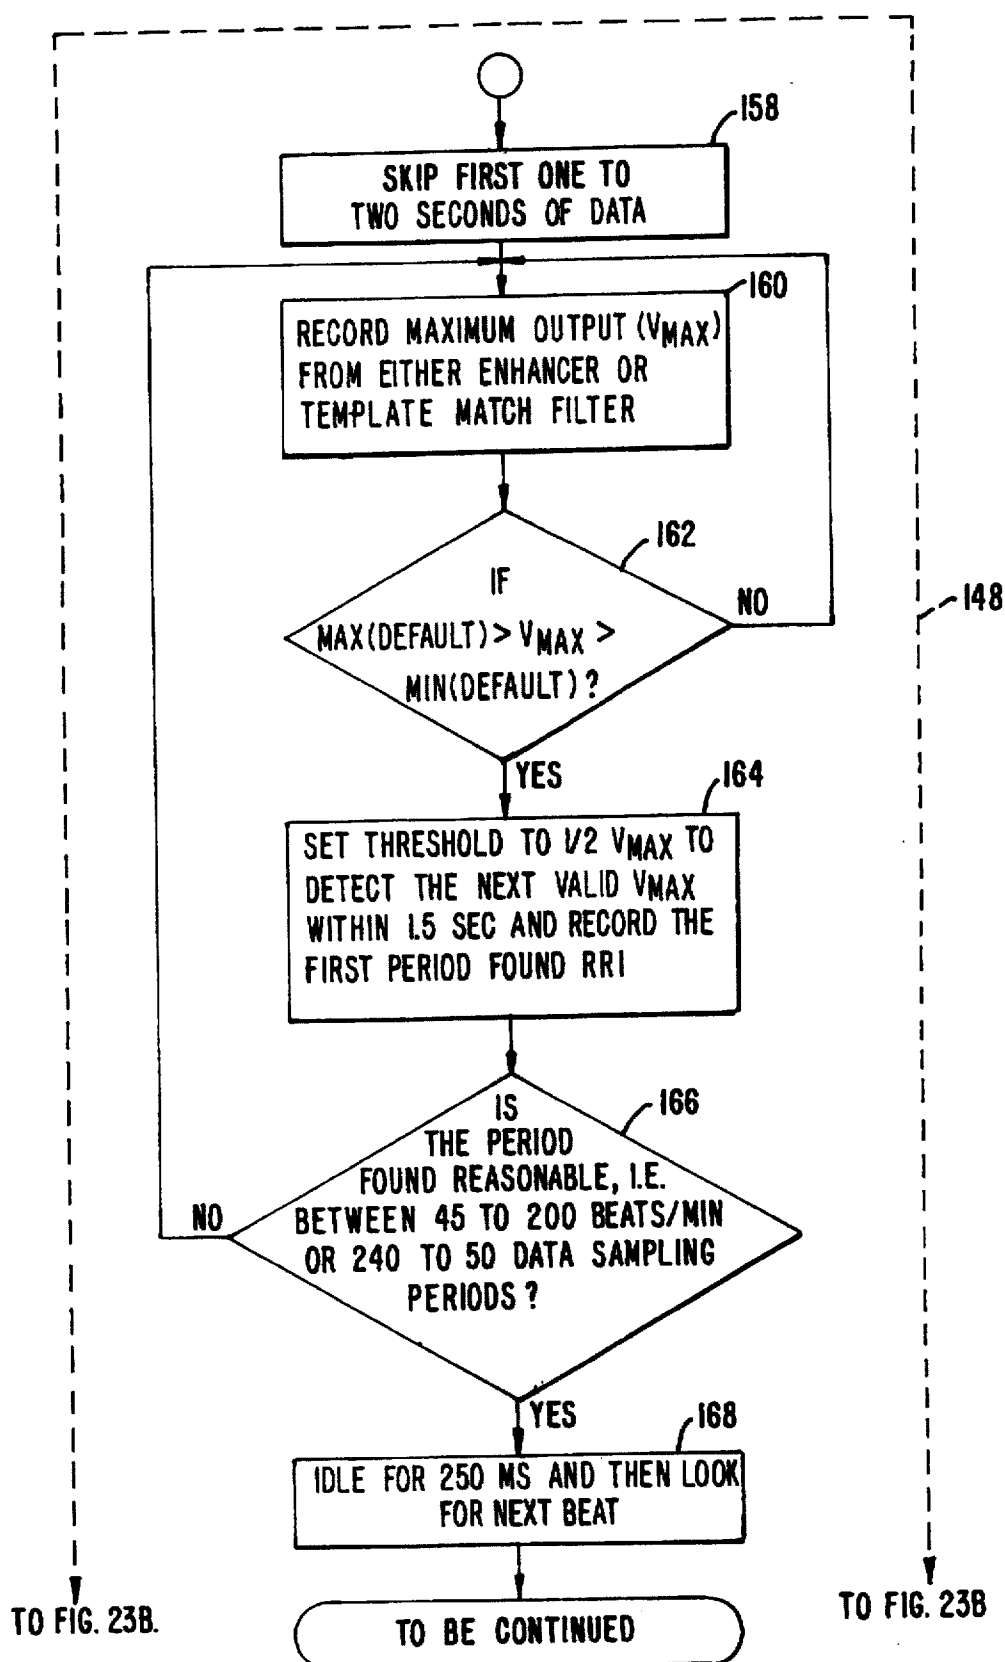 158
SKIP FIRST ONE TO
TWO SECONDS OF DATA
160
RECORD MAXIMUM OUTPUT (VMAX)
FROM EITHER ENHANCER OR
TEMPLATE MATCH FILTER
162
IF
MAX(DEFAULT) > VMAX >
MIN(DEFAULT) ?
NO
148
YES
164
SET THRESHOLD TO 1/2 VMAX TO
DETECT THE NEXT VALID VMAX
WITHIN 1.5 SEC AND RECORD THE
FIRST PERIOD FOUND RR1
166
IS
THE PERIOD
FOUND REASONABLE, I.E.
BETWEEN 45 TO 200 BEATS/MIN
OR 240 TO 50 DATA SAMPLING
PERIODS ?
NO
YES
168
IDLE FOR 250 MS AND THEN LOOK
FOR NEXT BEAT
TO FIG. 23B.
TO BE CONTINUED
TO FIG. 23B